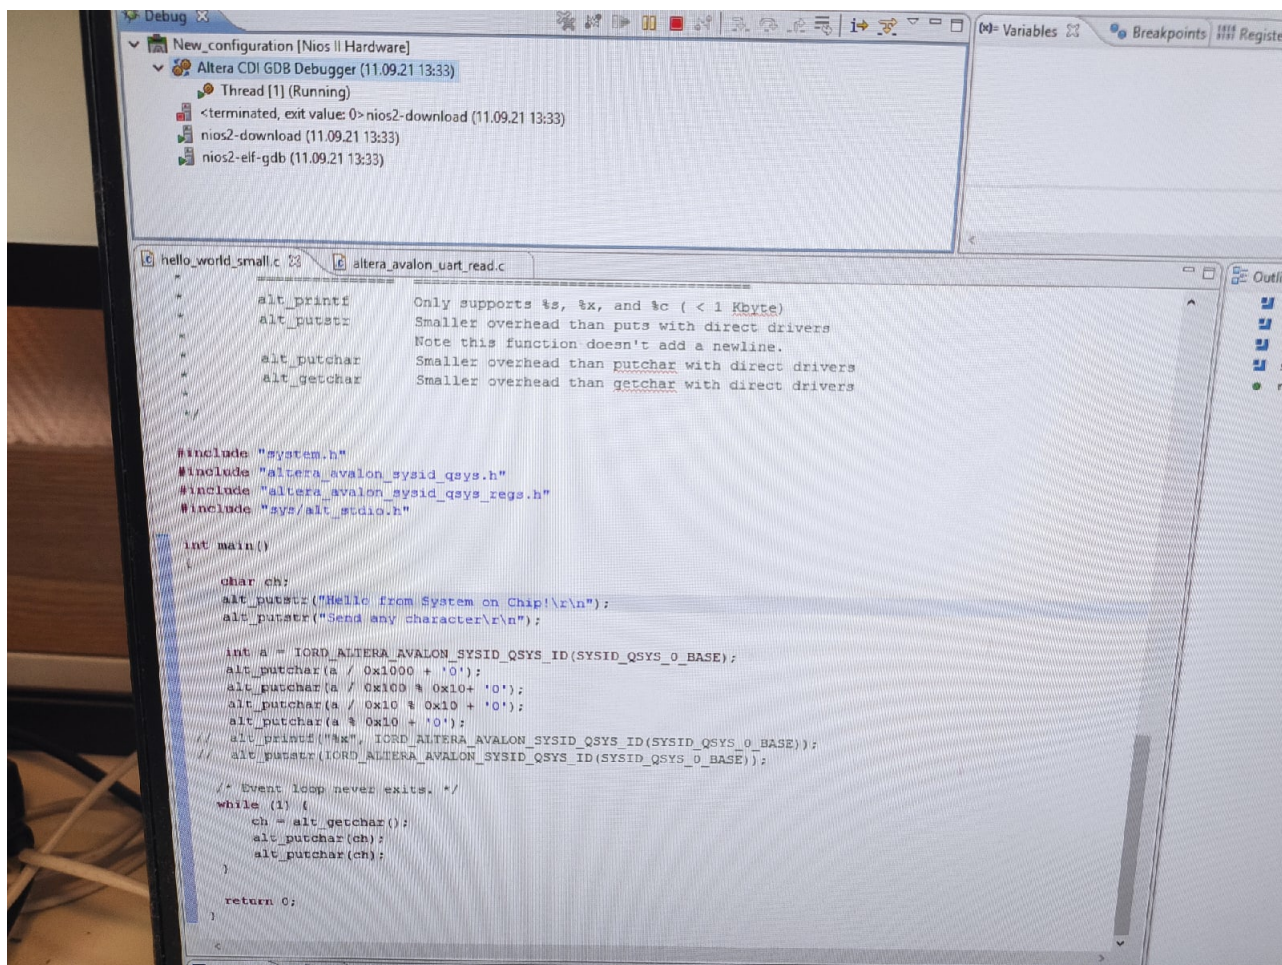 Debug
(x)= Variables Breakpoints Registe
New_configuration [Nios II Hardware]
Altera CDI GDB Debugger (11.09.21 13:33)
Thread [1] (Running)
<terminated, exit value: 0> nios2-download (11.09.21 13:33)
nios2-download (11.09.21 13:33)
nios2-elf-gdb (11.09.21 13:33)
hello_world_small.c altera_avalon_uart_read.c
Outli
* ============== ==================================
* alt_printf Only supports %s, %x, and %c ( < 1 Kbyte)
* alt_putstr Smaller overhead than puts with direct drivers
* Note this function doesn't add a newline.
* alt_putchar Smaller overhead than putchar with direct drivers
* alt_getchar Smaller overhead than getchar with direct drivers
*
*/
#include "system.h"
#include "altera_avalon_sysid_qsys.h"
#include "altera_avalon_sysid_qsys_regs.h"
#include "sys/alt_stdio.h"
int main()
{
char ch;
alt_putstr("Hello from System on Chip!\r\n");
alt_putstr("Send any character\r\n");
int a = IORD_ALTERA_AVALON_SYSID_QSYS_ID(SYSID_QSYS_0_BASE);
alt_putchar(a / 0x1000 + '0');
alt_putchar(a / 0x100 % 0x10+ '0');
alt_putchar(a / 0x10 % 0x10 + '0');
alt_putchar(a % 0x10 + '0');
// alt_printf("%x", IORD_ALTERA_AVALON_SYSID_QSYS_ID(SYSID_QSYS_0_BASE));
// alt_putstr(IORD_ALTERA_AVALON_SYSID_QSYS_ID(SYSID_QSYS_0_BASE));
/* Event loop never exits. */
while (1) {
ch = alt_getchar();
alt_putchar(ch);
alt_putchar(ch);
}
return 0;
}